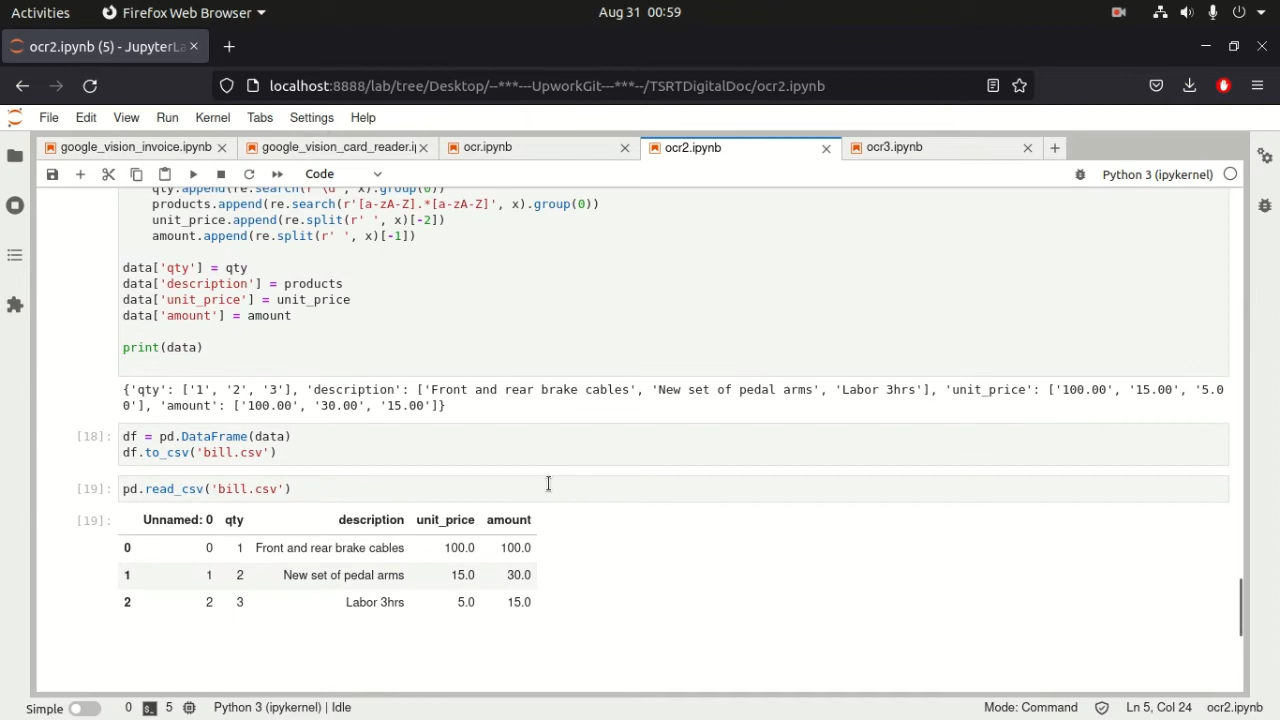 Activities Firefox Web Browser Aug 31 00:59
ocr2.ipynb (5) - JupyterLa
localhost:8888/lab/tree/Desktop/--***---UpworkGit---***--/TSRTDigitalDoc/ocr2.ipynb
File Edit View Run Kernel Tabs Settings Help
google_vision_invoice.ipynb google_vision_card_reader.i ocr.ipynb ocr2.ipynb ocr3.ipynb
Code Python 3 (ipykernel)
qty.append(re.search(r'\d', x).group(0))
products.append(re.search(r'[a-zA-Z].*[a-zA-Z]', x).group(0))
unit_price.append(re.split(r' ', x)[-2])
amount.append(re.split(r' ', x)[-1])
data['qty'] = qty
data['description'] = products
data['unit_price'] = unit_price
data['amount'] = amount
print(data)
{'qty': ['1', '2', '3'], 'description': ['Front and rear brake cables', 'New set of pedal arms', 'Labor 3hrs'], 'unit_price': ['100.00', '15.00', '5.0
0'], 'amount': ['100.00', '30.00', '15.00']}
[18]: df = pd.DataFrame(data)
df.to_csv('bill.csv')
[19]: pd.read_csv('bill.csv')
[19]: Unnamed: 0 qty description unit_price amount
0 0 1 Front and rear brake cables 100.0 100.0
1 1 2 New set of pedal arms 15.0 30.0
2 2 3 Labor 3hrs 5.0 15.0
Simple 0 5 Python 3 (ipykernel) | Idle Mode: Command Ln 5, Col 24 ocr2.ipynb